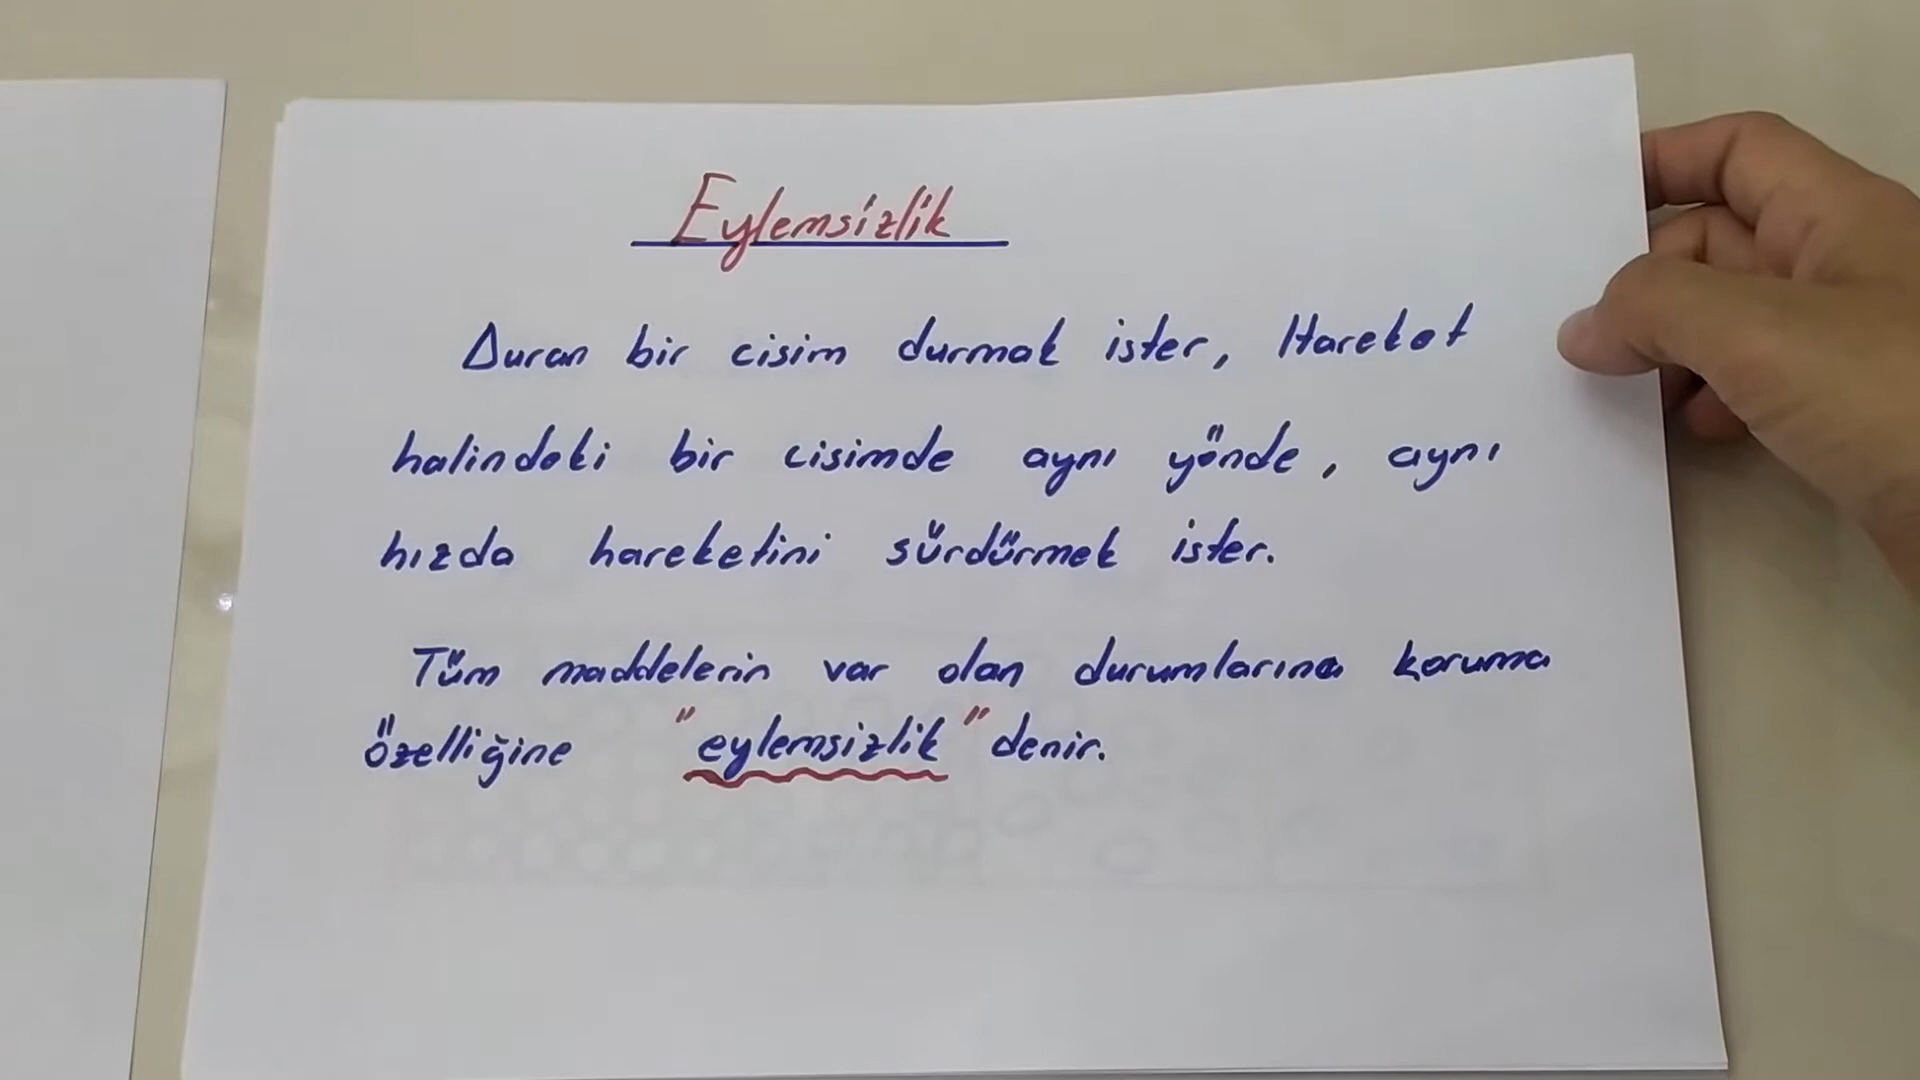 Eylemsizlik
Duran bir cisim durmak ister, Hareket
halindeki bir cisimde aynı yönde, aynı
hızda hareketini sürdürmek ister.
Tüm maddelerin var olan durumlarına koruma
özelliğine "eylemsizlik" denir.